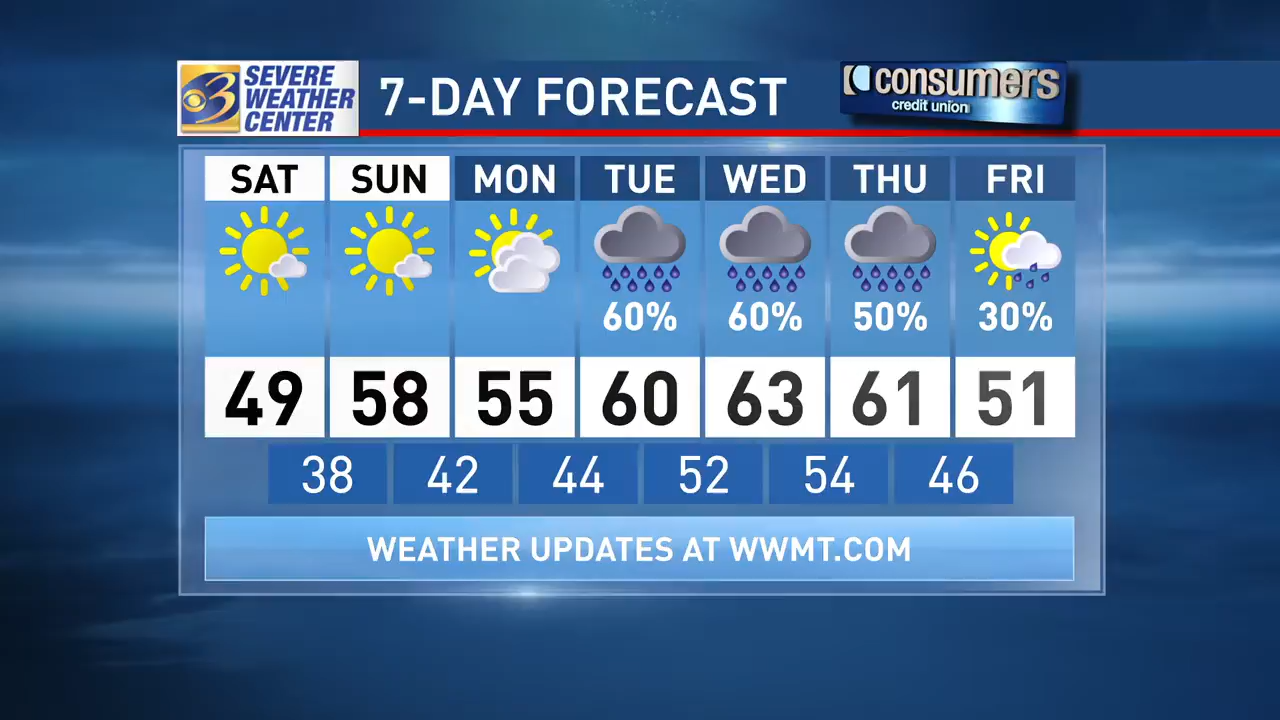 3 SEVERE WEATHER CENTER
7-DAY FORECAST
consumers
credit union
SAT SUN MON TUE WED THU FRI
60% 60% 50% 30%
49 58 55 60 63 61 51
38 42 44 52 54 46
WEATHER UPDATES AT WWMT.COM